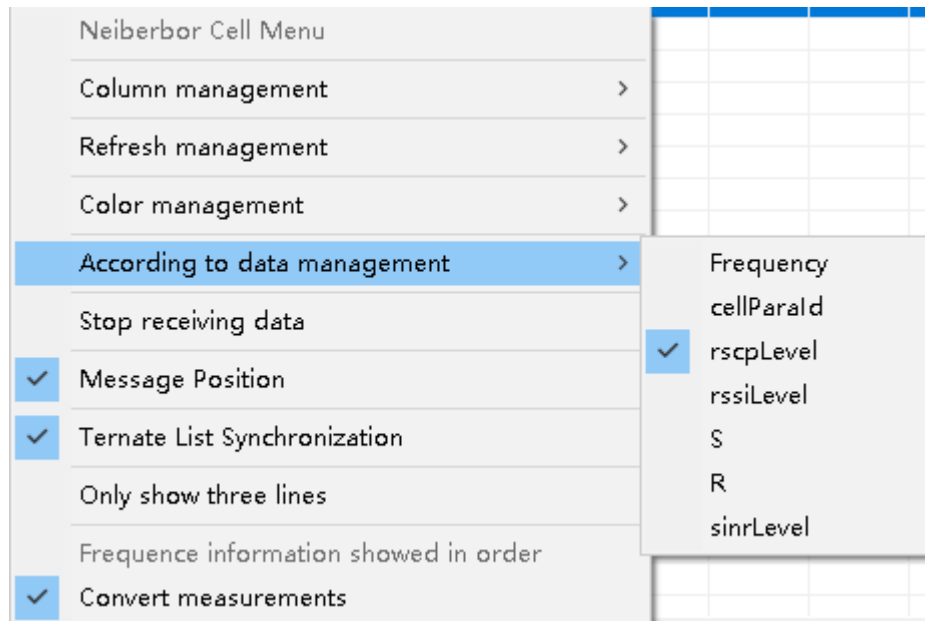 Neiberbor Cell Menu
Column management
Refresh management
Color management
According to data management
Stop receiving data
Message Position
Ternate List Synchronization
Only show three lines
Frequence information showed in order
Convert measurements
Frequency
cellParaId
rscpLevel
rssiLevel
S
R
sinrLevel